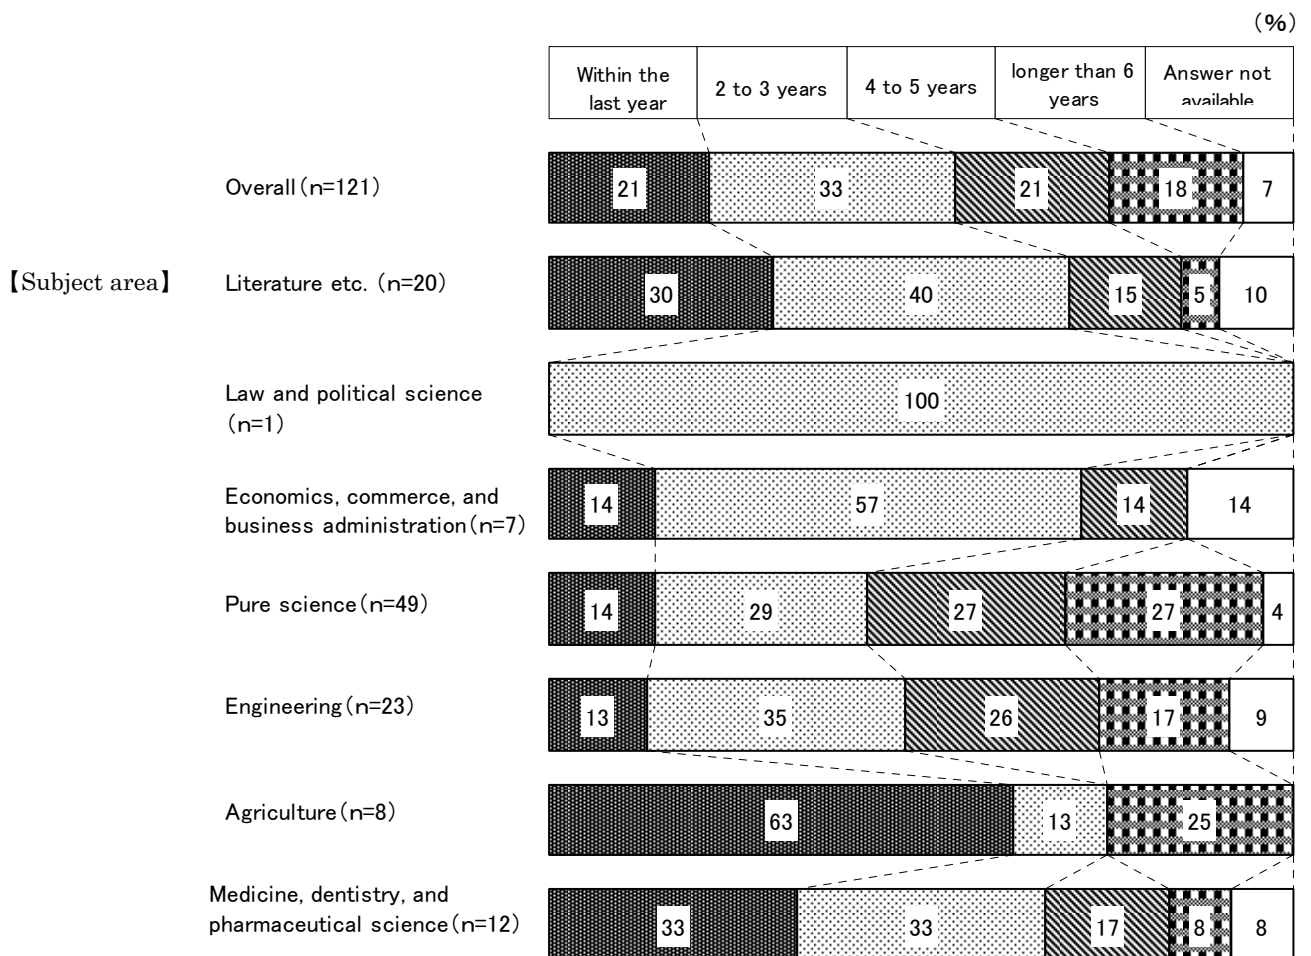 (%)
Within the
last year
2 to 3 years
4 to 5 years
longer than 6
years
Answer not
available
Overall(n=121)
21
33
21
18
7
【Subject area】
Literature etc. (n=20)
30
40
15
5
10
Law and political science
(n=1)
100
Economics, commerce, and
business administration(n=7)
14
57
14
14
Pure science(n=49)
14
29
27
27
4
Engineering(n=23)
13
35
26
17
9
Agriculture(n=8)
63
13
25
Medicine, dentistry, and
pharmaceutical science(n=12)
33
33
17
8
8